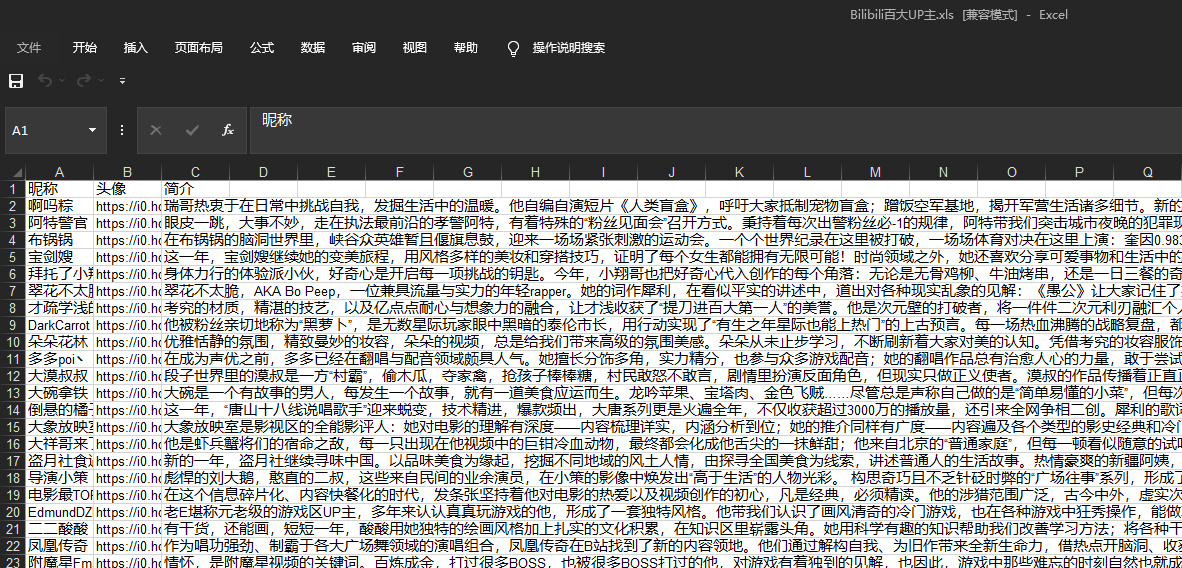 Bilibili百大UP主.xls [兼容模式] - Excel
文件 开始 插入 页面布局 公式 数据 审阅 视图 帮助 操作说明搜索
A1 fx 昵称
A B C D E F G H I J K L M N O P Q
1 昵称 头像 简介
2 啊吗粽 https://i0.hd 瑞哥热衷于在日常中挑战自我，发掘生活中的温暖。他自编自演短片《人类盲盒》，呼吁大家抵制宠物盲盒；蹭饭空军基地，揭开军营生活诸多细节。新的
3 阿特警官 https://i0.hd 眼皮一跳，大事不妙，走在执法最前沿的孝警阿特，有着特殊的“粉丝见面会”召开方式。秉持着每次出警粉丝必-1的规律，阿特带我们突击城市夜晚的犯罪现
4 布锅锅 https://i0.hd 在布锅锅的脑洞世界里，峡谷众英雄暂且偃旗息鼓，迎来一场场紧张刺激的运动会。一个个世界纪录在这里被打破，一场场体育对决在这里上演：奎因0.983
5 宝剑嫂 https://i0.hd 这一年，宝剑嫂继续她的变美旅程，用风格多样的美妆和穿搭技巧，证明了每个女生都能拥有无限可能！时尚领域之外，她还喜欢分享可爱事物和生活中的
6 拜托了小翔 https://i0.hd 身体力行的体验派小伙，好奇心是开启每一项挑战的钥匙。今年，小翔哥也把好奇心代入创作的每个角落：无论是无骨鸡柳、牛油烤串，还是一日三餐的奇
7 翠花不太脆 https://i0.hd 翠花不太脆，AKA Bo Peep，一位兼具流量与实力的年轻rapper。她的词作犀利，在看似平实的讲述中，道出对各种现实乱象的见解：《愚公》让大家记住了
8 才疏学浅的 https://i0.hd 考究的材质，精湛的技艺，以及亿点点耐心与想象力的融合，让才浅收获了“提刀进百大第一人”的美誉。他是次元壁的打破者，将一件件二次元利刃融汇个人
9 DarkCarrot https://i0.hd 他被粉丝亲切地称为“黑萝卜”，是无数星际玩家眼中黑暗的泰伦市长，用行动实现了“有生之年星际也能上热门”的上古预言。每一场热血沸腾的战略复盘，都
10 朵朵花林 https://i0.hd 优雅恬静的氛围，精致曼妙的妆容，朵朵的视频，总是给我们带来高级的氛围美感。朵朵从未止步学习，不断刷新着大家对美的认知。凭借考究的妆容服饰
11 多多poi丶 https://i0.hd 在成为声优之前，多多已经在翻唱与配音领域颇具人气。她擅长分饰多角，实力精分，也参与众多游戏配音；她的翻唱作品总有治愈人心的力量，敢于尝试
12 大漠叔叔 https://i0.hd 段子世界里的漠叔是一方“村霸”，偷木瓜，夺家禽，抢孩子棒棒糖，村民敢怒不敢言，剧情里扮演反面角色，但现实只做正义使者。漠叔的作品传播着正直正
13 大碗拿铁 https://i0.hd 大碗是一个有故事的男人，每发生一个故事，就有一道美食应运而生。龙吟苹果、宝塔肉、金色飞贼……尽管总是声称自己做的是“简单易懂的小菜”，但每次
14 倒悬的橘子 https://i0.hd 这一年，“唐山十八线说唱歌手”迎来蜕变，技术精进，爆款频出，大唐系列更是火遍全年，不仅收获超过3000万的播放量，还引来全网争相二创。犀利的歌词
15 大象放映室 https://i0.hd 大象放映室是影视区的全能影评人：她对电影的理解有深度——内容梳理详实，内涵分析到位；她的推介同样有广度——内容遍及各个类型的影史经典和冷门
16 大祥哥来了 https://i0.hd 他是虾兵蟹将们的宿命之敌，每一只出现在他视频中的巨钳冷血动物，最终都会化成他舌尖的一抹鲜甜；他来自北京的“普通家庭”，但每一顿看似随意的试吃
17 盗月社食遇 https://i0.hd 新的一年，盗月社继续寻味中国。以品味美食为缘起，挖掘不同地域的风土人情，由探寻全国美食为线索，讲述普通人的生活故事。热情豪爽的新疆阿姨，
18 导演小策 https://i0.hd 彪悍的刘大鹅，憨直的二叔，这些来自民间的业余演员，在小策的影像中焕发出“高于生活”的人物光彩。 构思奇巧且不乏针砭时弊的“广场往事”系列，形成了
19 电影最TOP https://i0.hd 在这个信息碎片化、内容快餐化的时代，发条张坚持着他对电影的热爱以及视频创作的初心，凡是经典，必须精读。他的涉猎范围广泛，古今中外，虚实次
20 EdmundDZ https://i0.hd 老E堪称元老级的游戏区UP主，多年来认认真真玩游戏的他，形成了一套独特风格。他带我们认识了画风清奇的冷门游戏，也在各种游戏中狂秀操作，能做
21 二二酸酸 https://i0.hd 有干货，还能画，短短一年，酸酸用她独特的绘画风格加上扎实的文化积累，在知识区里崭露头角。她用科学有趣的知识帮助我们改善学习方法；将各种干
22 凤凰传奇 https://i0.hd 作为唱功强劲、制霸于各大广场舞领域的演唱组合，凤凰传奇在B站找到了新的内容领地。他们通过解构自我、为旧作带来全新生命力，借热点开脑洞、收获
23 附魔星Em https://i0.hd 情怀，是附魔星视频的关键词。百炼成金，打过很多BOSS，也被很多BOSS打过的他，对游戏有着独到的见解，也因此，游戏中那些难忘的时刻自然也就成